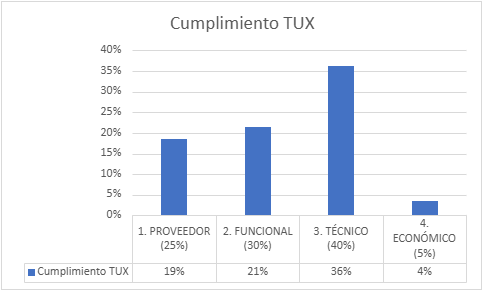 Cumplimiento TUX
40%
35%
30%
25%
20%
15%
10%
5%
0%
1. PROVEEDOR (25%)
2. FUNCIONAL (30%)
3. TÉCNICO (40%)
4. ECONÓMICO (5%)
Cumplimiento TUX 19% 21% 36% 4%